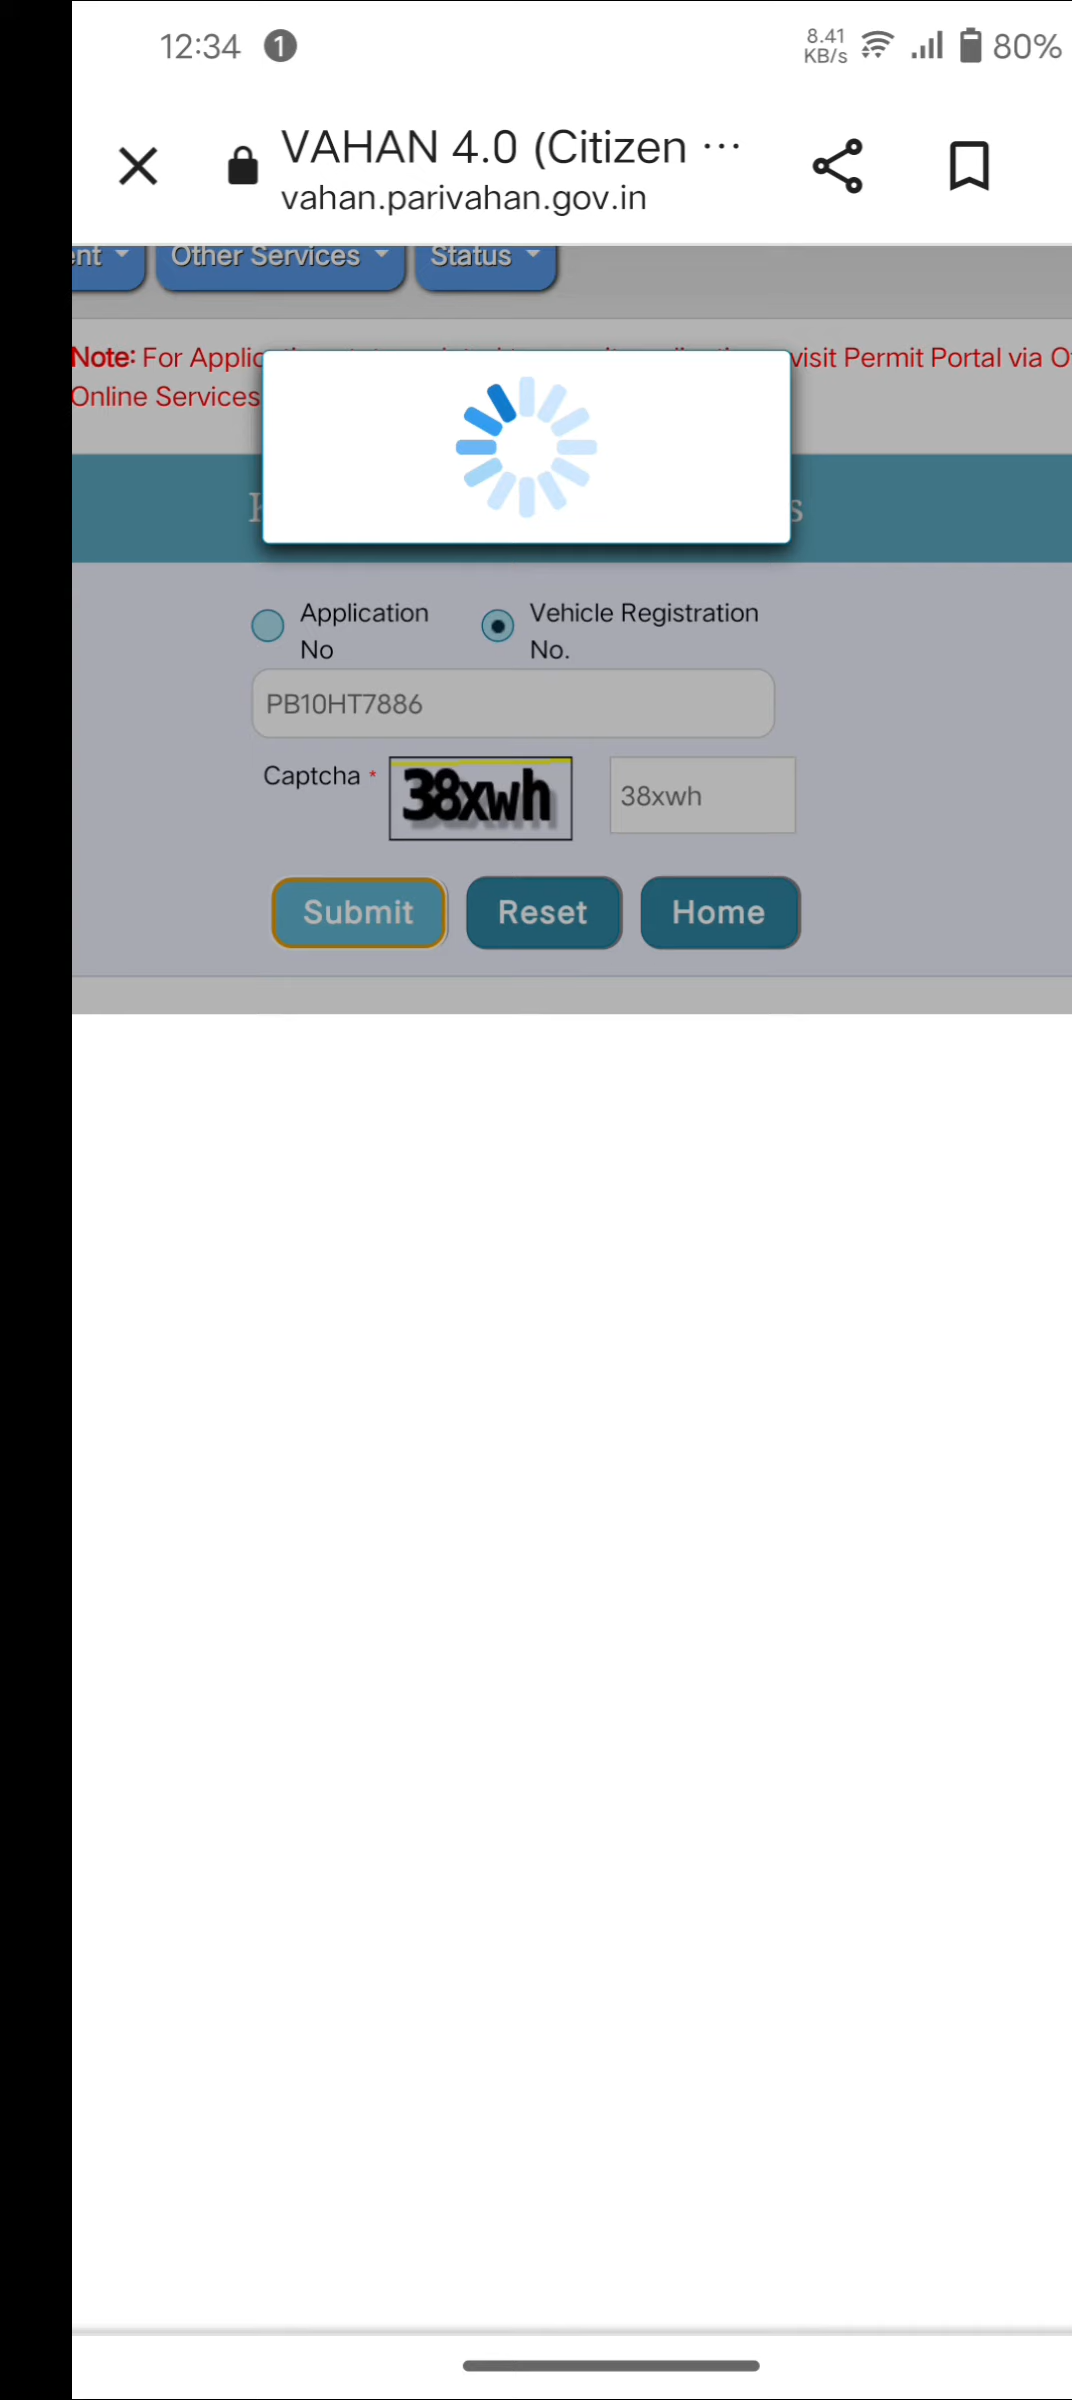 12:34 1 8.41 KB/s 80%
VAHAN 4.0 (Citizen ...
vahan.parivahan.gov.in
Other Services Status
Note: For visit Permit Portal via
Online Services
Application No
Vehicle Registration No.
PB10HT7886
Captcha * 38xwh 38xwh
Submit Reset Home